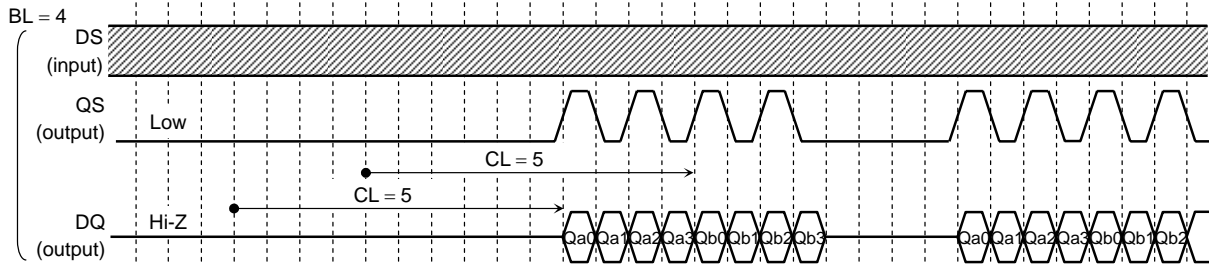 BL = 4
DS
(input)
QS
(output)
Low
CL = 5
CL = 5
DQ
(output)
Hi-Z
Qa0 Qa1 Qa2 Qa3 Qb0 Qb1 Qb2 Qb3 Qa0 Qa1 Qa2 Qa3 Qb0 Qb1 Qb2